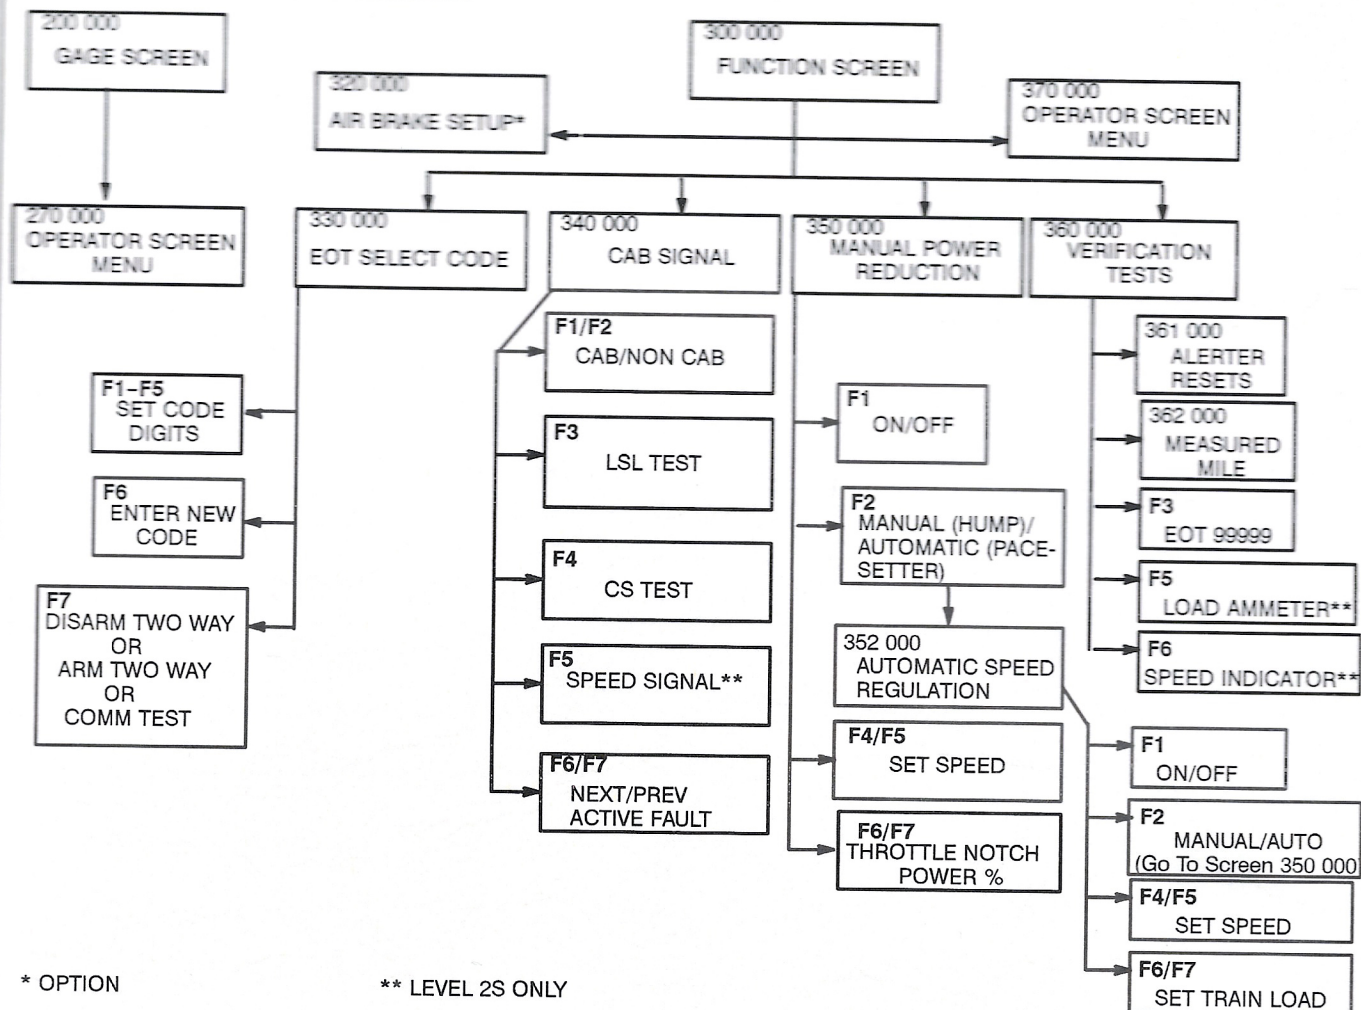 200 000
GAGE SCREEN
300 000
FUNCTION SCREEN
320 000
AIR BRAKE SETUP*
370 000
OPERATOR SCREEN
MENU
270 000
OPERATOR SCREEN
MENU
330 000
EOT SELECT CODE
340 000
CAB SIGNAL
350 000
MANUAL POWER
REDUCTION
360 000
VERIFICATION
TESTS
F1-F5
SET CODE
DIGITS
F6
ENTER NEW
CODE
F7
DISARM TWO WAY
OR
ARM TWO WAY
OR
COMM TEST
F1/F2
CAB/NON CAB
F3
LSL TEST
F4
CS TEST
F5
SPEED SIGNAL**
F6/F7
NEXT/PREV
ACTIVE FAULT
F1
ON/OFF
F2
MANUAL (HUMP)/
AUTOMATIC (PACE-
SETTER)
352 000
AUTOMATIC SPEED
REGULATION
F4/F5
SET SPEED
F6/F7
THROTTLE NOTCH
POWER %
361 000
ALERTER
RESETS
362 000
MEASURED
MILE
F3
EOT 99999
F5
LOAD AMMETER**
F6
SPEED INDICATOR**
F1
ON/OFF
F2
MANUAL/AUTO
(Go To Screen 350 000)
F4/F5
SET SPEED
F6/F7
SET TRAIN LOAD
* OPTION
** LEVEL 2S ONLY